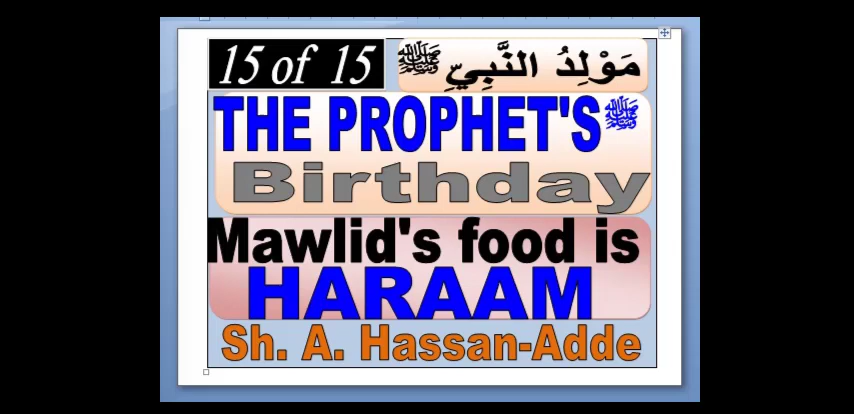 15 of 15
مَوْلِدُ النَّبِيِّ ﷺ
THE PROPHET'S ﷺ
Birthday
Mawlid's food is
HARAAM
Sh. A. Hassan-Adde